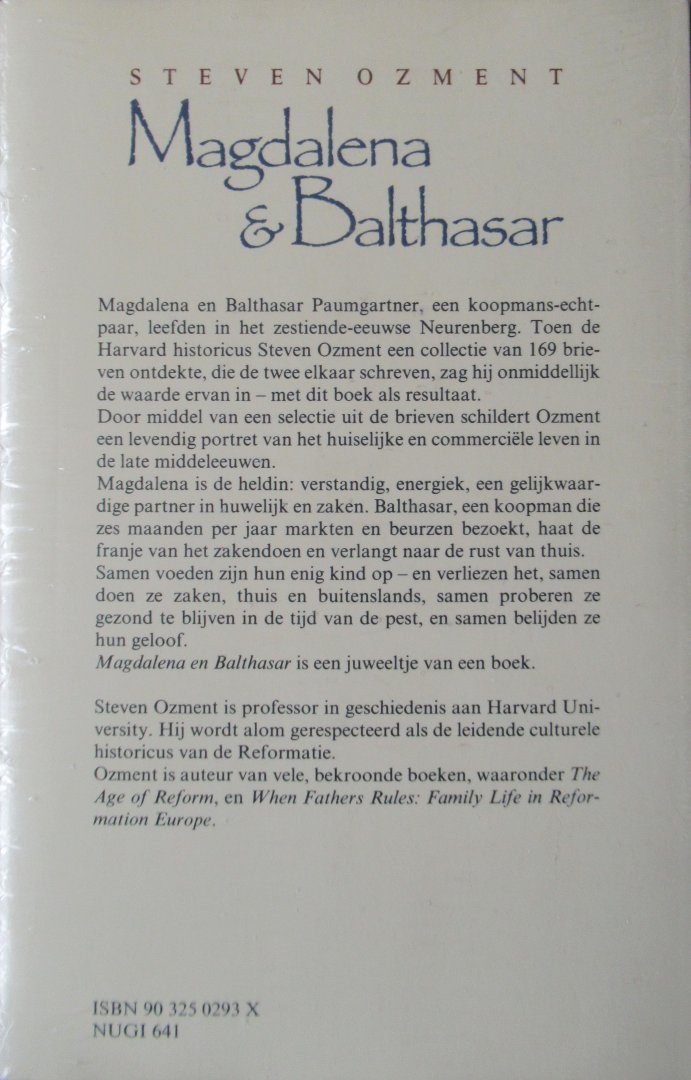 STEVEN OZMENT
Magdalena
& Balthasar
Magdalena en Balthasar Paumgartner, een koopmans-echt-
paar, leefden in het zestiende-eeuwse Neurenberg. Toen de
Harvard historicus Steven Ozment een collectie van 169 brie-
ven ontdekte, die de twee elkaar schreven, zag hij onmiddellijk
de waarde ervan in – met dit boek als resultaat.
Door middel van een selectie uit de brieven schildert Ozment
een levendig portret van het huiselijke en commerciële leven in
de late middeleeuwen.
Magdalena is de heldin: verstandig, energiek, een gelijkwaar-
dige partner in huwelijk en zaken. Balthasar, een koopman die
zes maanden per jaar markten en beurzen bezoekt, haat de
franje van het zakendoen en verlangt naar de rust van thuis.
Samen voeden zijn hun enig kind op – en verliezen het, samen
doen ze zaken, thuis en buitenslands, samen proberen ze
gezond te blijven in de tijd van de pest, en samen belijden ze
hun geloof.
Magdalena en Balthasar is een juweeltje van een boek.
Steven Ozment is professor in geschiedenis aan Harvard Uni-
versity. Hij wordt alom gerespecteerd als de leidende culturele
historicus van de Reformatie.
Ozment is auteur van vele, bekroonde boeken, waaronder The
Age of Reform, en When Fathers Rules: Family Life in Refor-
mation Europe.
ISBN 90 325 0293 X
NUGI 641